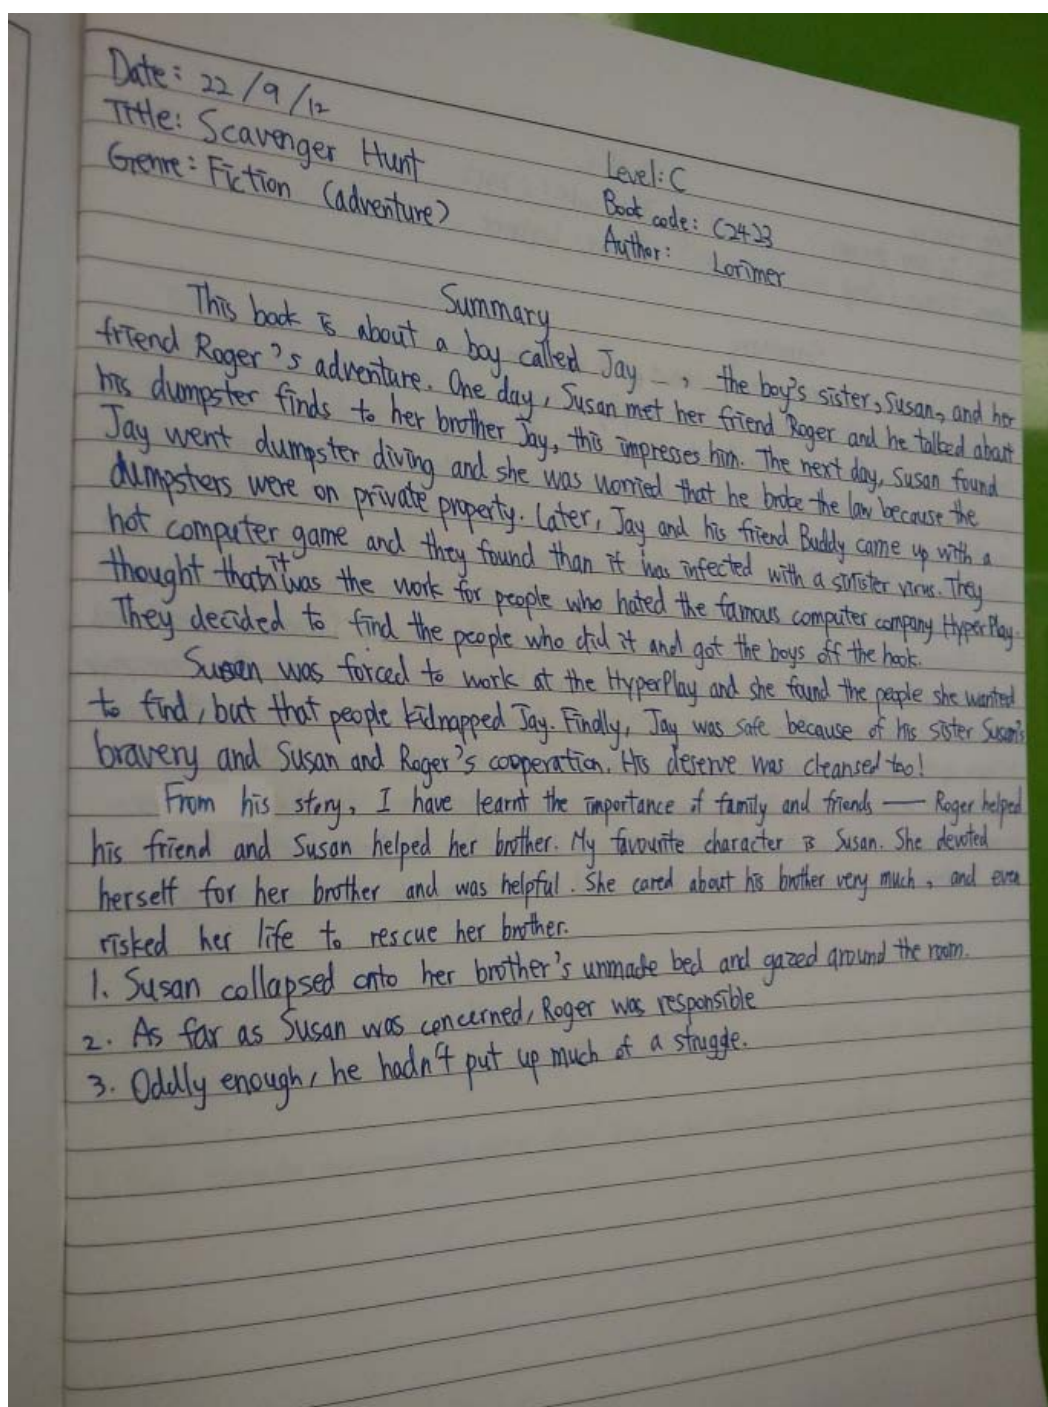 Date: 22/9/12
Title: Scavenger Hunt
Level: C
Genre: Fiction (adventure)
Book code: C2423
Author: Lorimer
Summary
This book is about a boy called Jay _ , the boy's sister, Susan, and her
friend Roger's adventure. One day, Susan met her friend Roger and he talked about
his dumpster finds to her brother Jay, this impresses him. The next day, Susan found
Jay went dumpster diving and she was worried that he broke the law because the
dumpsters were on private property. Later, Jay and his friend Buddy came up with a
hot computer game and they found than it was infected with a sinister virus. They
thought that it was the work for people who hated the famous computer company HyperPlay.
They decided to find the people who did it and got the boys off the hook.
Susan was forced to work at the HyperPlay and she found the people she wanted
to find, but that people kidnapped Jay. Finally, Jay was safe because of his sister Susan's
bravery and Susan and Roger's cooperation. His deserve was cleansed too!
From his story, I have learnt the importance of family and friends — Roger helped
his friend and Susan helped her brother. My favourite character is Susan. She devoted
herself for her brother and was helpful. She cared about his brother very much, and even
risked her life to rescue her brother.
1. Susan collapsed onto her brother's unmade bed and gazed around the room.
2. As far as Susan was concerned, Roger was responsible
3. Oddly enough, he hadn't put up much of a struggle.